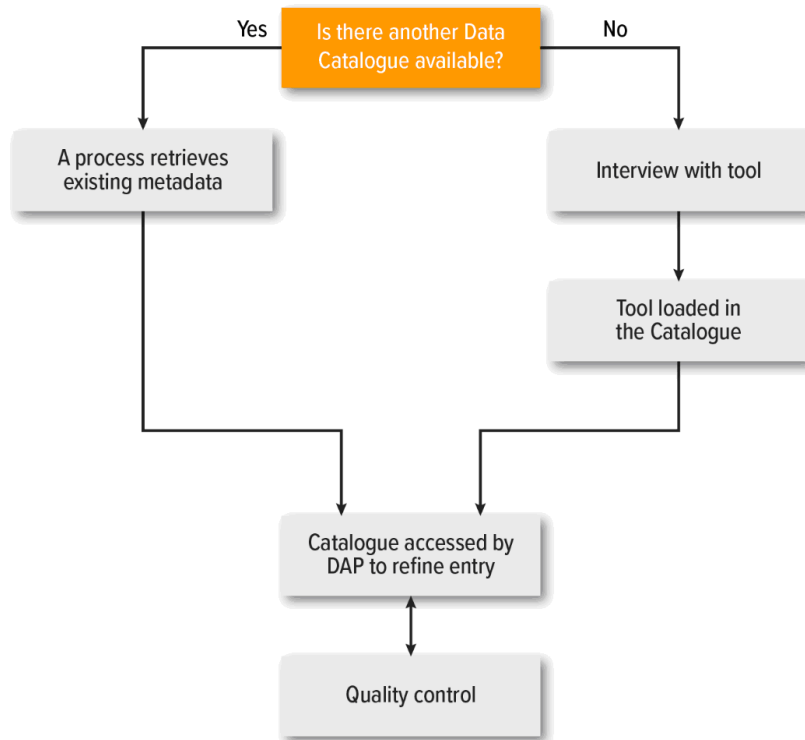 Yes
Is there another Data
Catalogue available?
No
A process retrieves
existing metadata
Interview with tool
Tool loaded in
the Catalogue
Catalogue accessed by
DAP to refine entry
Quality control